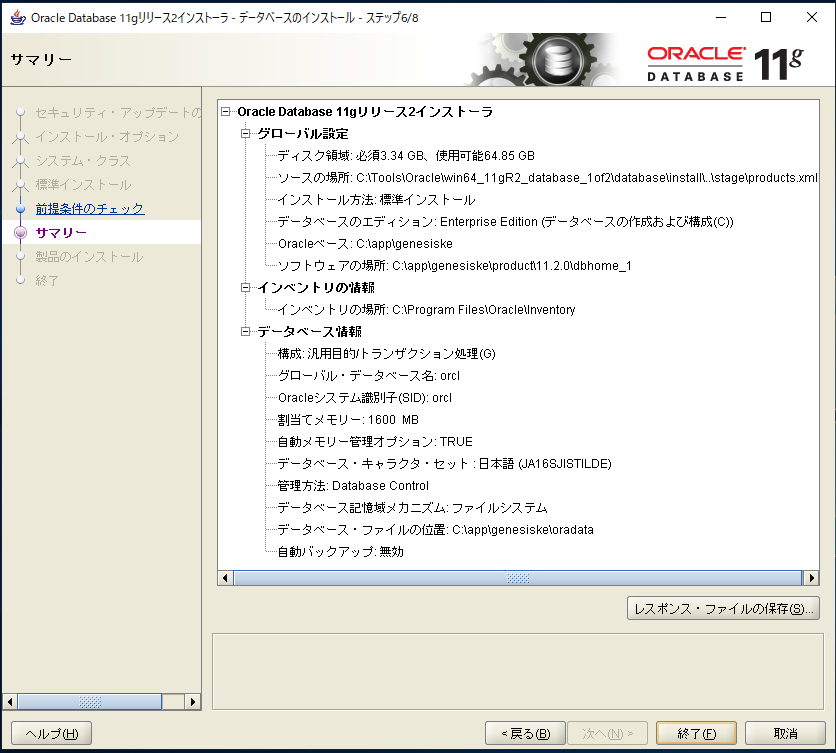 Oracle Database 11gリリース2インストーラ - データベースのインストール - ステップ6/8
サマリー
ORACLE
DATABASE 11g
セキュリティ・アップデートの
インストール・オプション
システム・クラス
標準インストール
前提条件のチェック
サマリー
製品のインストール
終了
Oracle Database 11gリリース2インストーラ
グローバル設定
ディスク領域: 必須3.34 GB、使用可能64.85 GB
ソースの場所: C:\Tools\Oracle\win64_11gR2_database_1of2\database\install\..\stage\products.xml
インストール方法: 標準インストール
データベースのエディション: Enterprise Edition (データベースの作成および構成(C))
Oracleベース: C:\app\genesiske
ソフトウェアの場所: C:\app\genesiske\product\11.2.0\dbhome_1
インベントリの情報
インベントリの場所: C:\Program Files\Oracle\Inventory
データベース情報
構成: 汎用目的/トランザクション処理(G)
グローバル・データベース名: orcl
Oracleシステム識別子(SID): orcl
割当てメモリー: 1600 MB
自動メモリー管理オプション: TRUE
データベース・キャラクタ・セット : 日本語 (JA16SJISTILDE)
管理方法: Database Control
データベース記憶域メカニズム: ファイルシステム
データベース・ファイルの位置: C:\app\genesiske\oradata
自動バックアップ: 無効
レスポンス・ファイルの保存(S)...
ヘルプ(H)
< 戻る(B)
次へ(N) >
終了(F)
取消